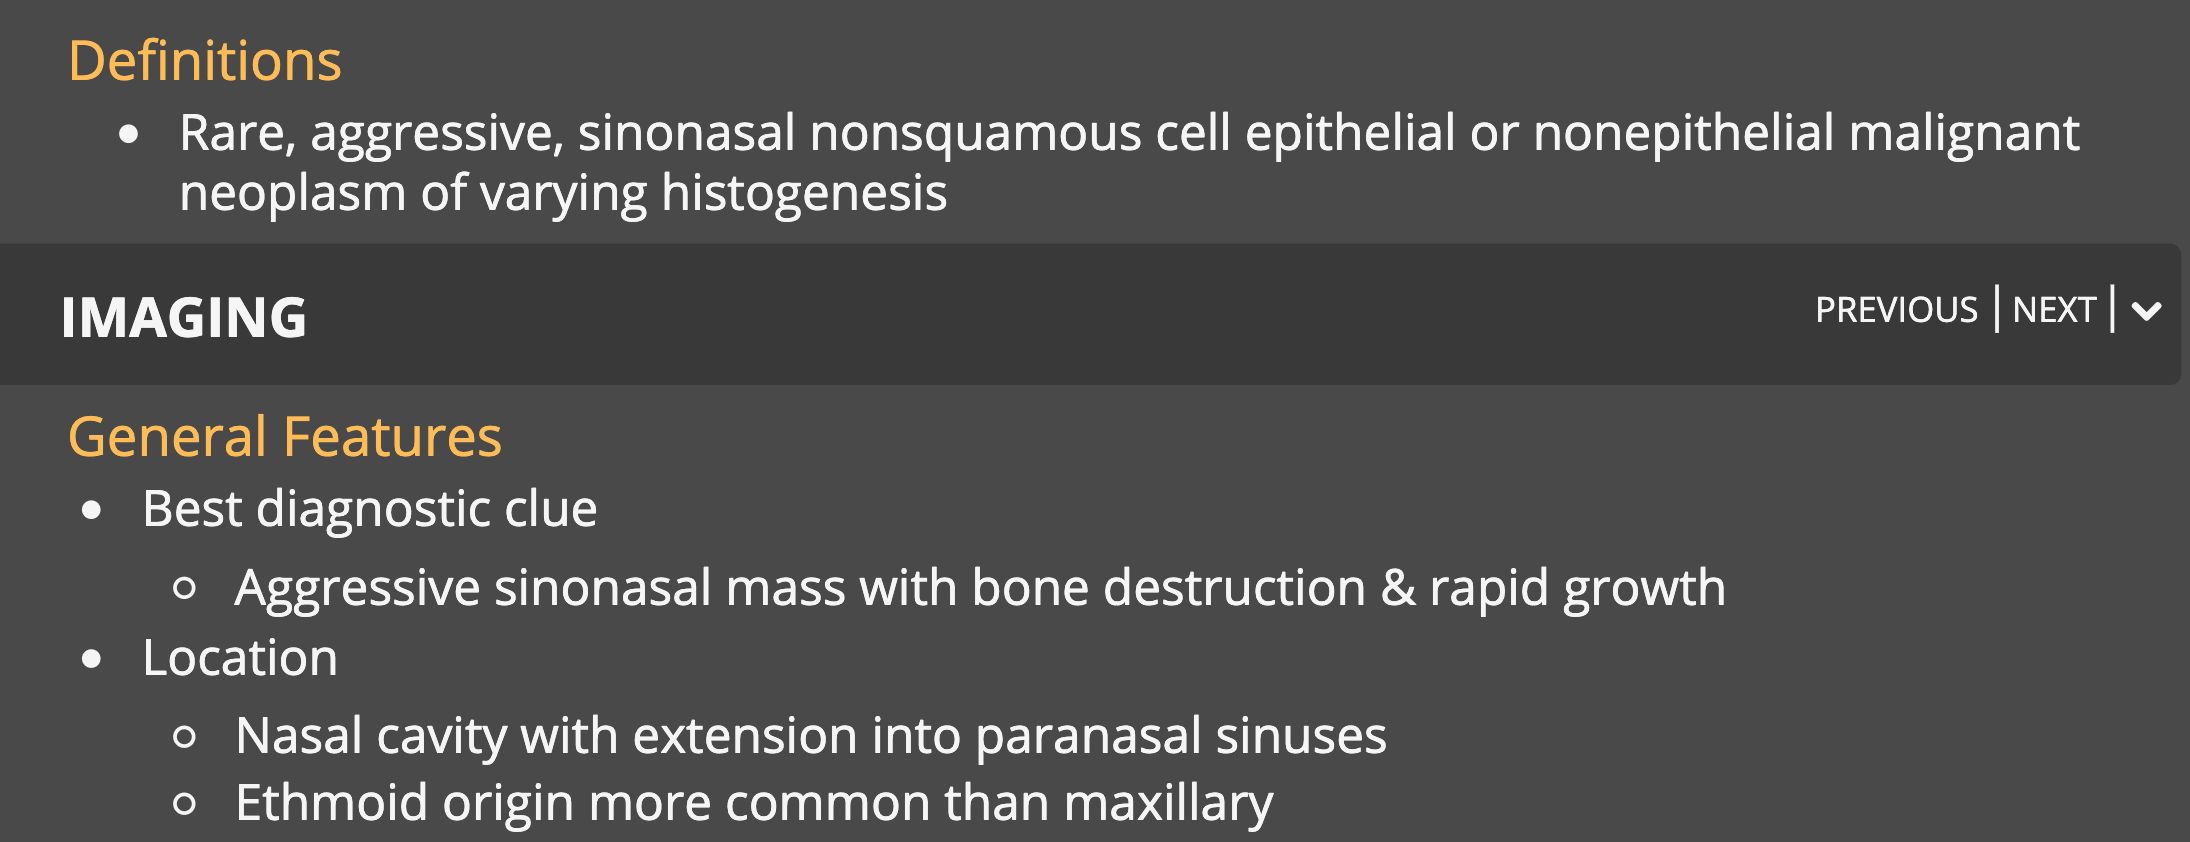 Definitions
• Rare, aggressive, sinonasal nonsquamous cell epithelial or nonepithelial malignant
neoplasm of varying histogenesis
IMAGING
PREVIOUS | NEXT |
General Features
• Best diagnostic clue
○ Aggressive sinonasal mass with bone destruction & rapid growth
• Location
○ Nasal cavity with extension into paranasal sinuses
○ Ethmoid origin more common than maxillary